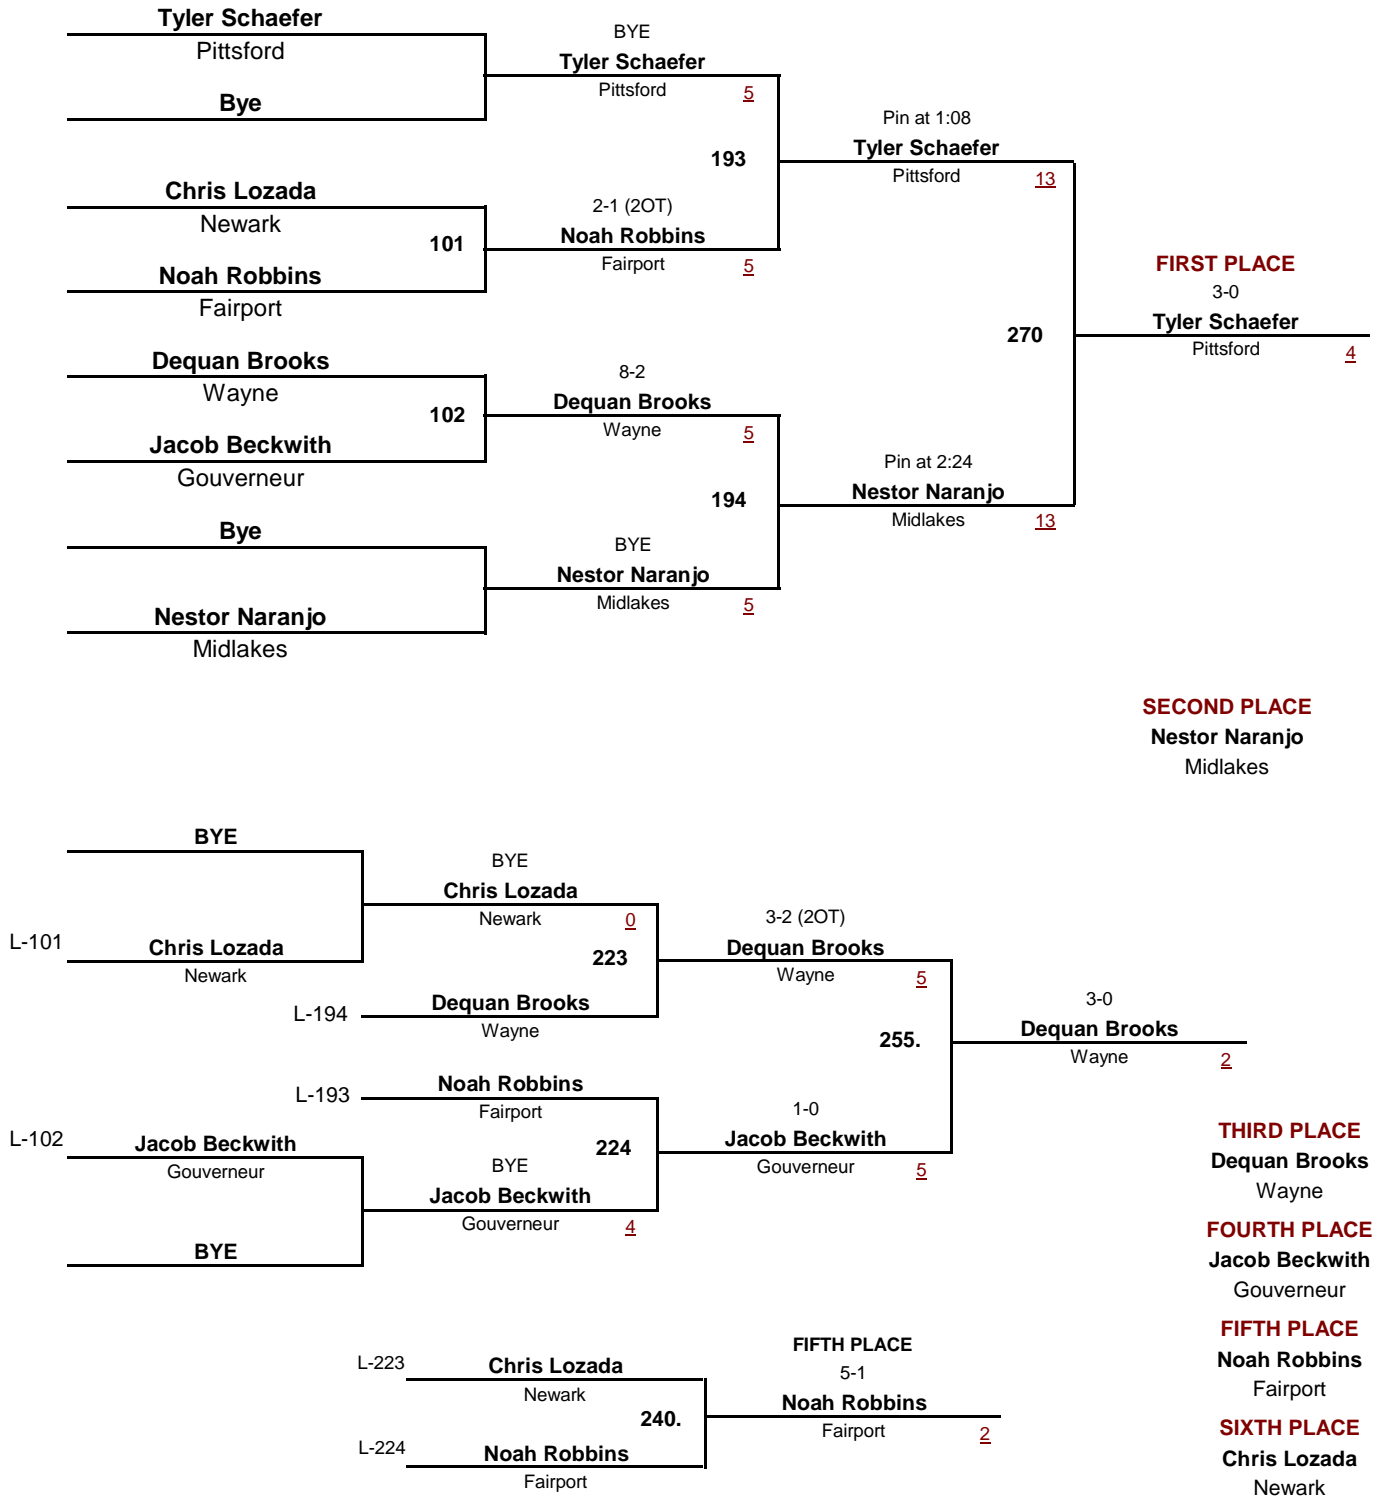 Tyler Schaefer
Pittsford
Bye
BYE
Tyler Schaefer
Pittsford
5
193
Chris Lozada
Newark
101
Noah Robbins
Fairport
2-1 (2OT)
Noah Robbins
Fairport
5
Pin at 1:08
Tyler Schaefer
Pittsford
13
Dequan Brooks
Wayne
102
Jacob Beckwith
Gouverneur
8-2
Dequan Brooks
Wayne
5
194
Bye
Nestor Naranjo
Midlakes
BYE
Nestor Naranjo
Midlakes
5
Pin at 2:24
Nestor Naranjo
Midlakes
13
270
FIRST PLACE
3-0
Tyler Schaefer
Pittsford
4
SECOND PLACE
Nestor Naranjo
Midlakes
BYE
L-101
Chris Lozada
Newark
BYE
Chris Lozada
Newark
0
223
L-194
Dequan Brooks
Wayne
3-2 (2OT)
Dequan Brooks
Wayne
5
255.
L-193
Noah Robbins
Fairport
224
L-102
Jacob Beckwith
Gouverneur
BYE
BYE
Jacob Beckwith
Gouverneur
4
1-0
Jacob Beckwith
Gouverneur
5
3-0
Dequan Brooks
Wayne
2
THIRD PLACE
Dequan Brooks
Wayne
FOURTH PLACE
Jacob Beckwith
Gouverneur
FIFTH PLACE
Noah Robbins
Fairport
SIXTH PLACE
Chris Lozada
Newark
L-223
Chris Lozada
Newark
240.
L-224
Noah Robbins
Fairport
FIFTH PLACE
5-1
Noah Robbins
Fairport
2